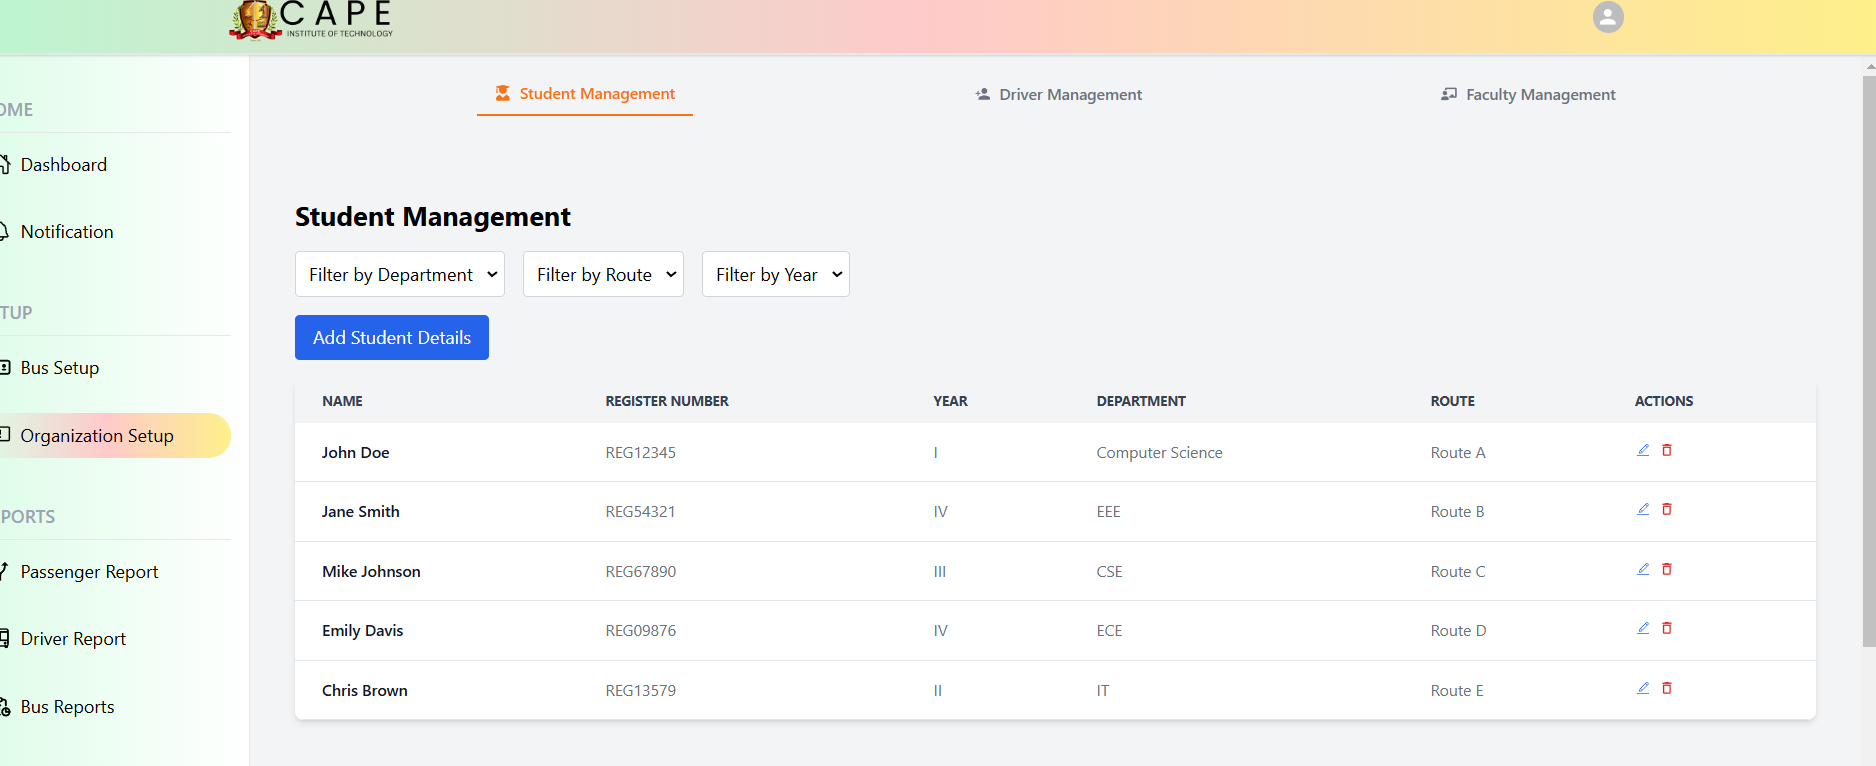 CAPE
INSTITUTE OF TECHNOLOGY
OME
Dashboard
Notification
TUP
Bus Setup
Organization Setup
PORTS
Passenger Report
Driver Report
Bus Reports
Student Management
Driver Management
Faculty Management
Student Management
Filter by Department
Filter by Route
Filter by Year
Add Student Details
NAME REGISTER NUMBER YEAR DEPARTMENT ROUTE ACTIONS
John Doe REG12345 I Computer Science Route A
Jane Smith REG54321 IV EEE Route B
Mike Johnson REG67890 III CSE Route C
Emily Davis REG09876 IV ECE Route D
Chris Brown REG13579 II IT Route E